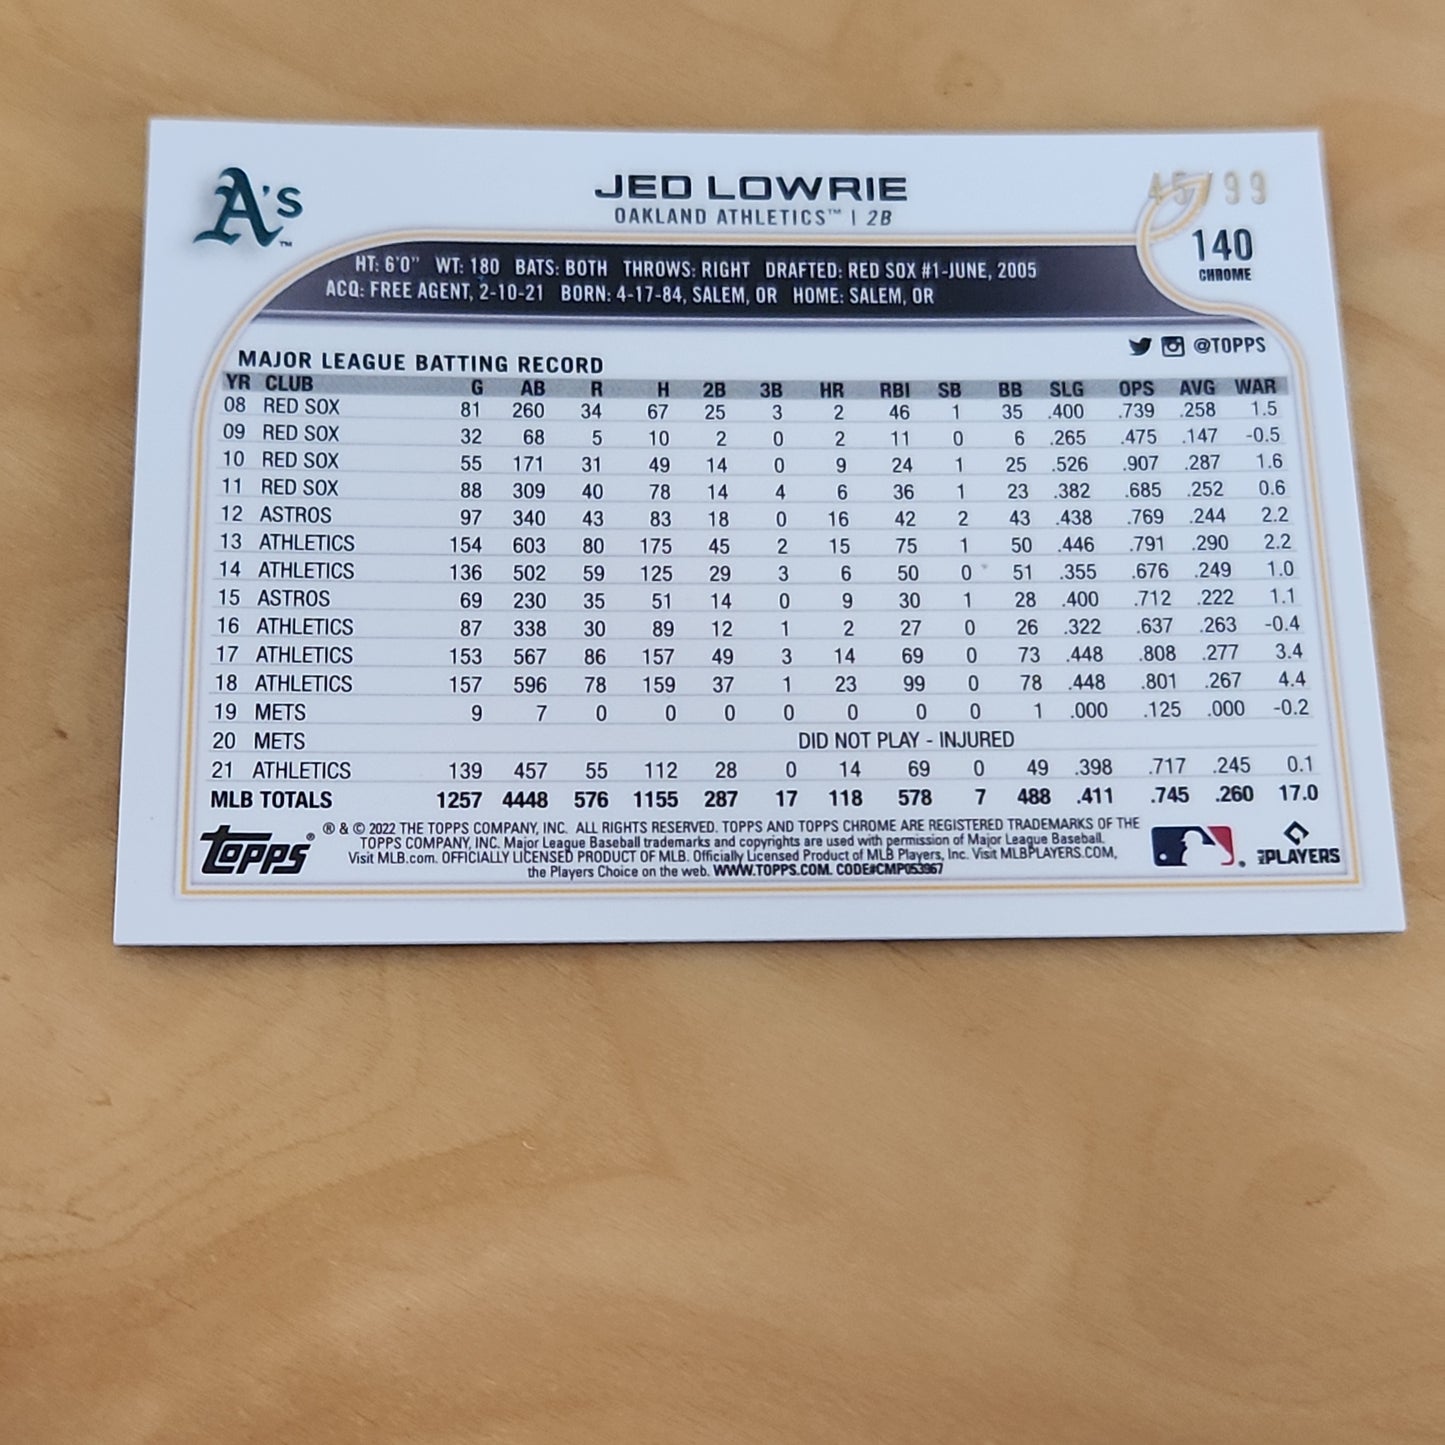 A's™
JED LOWRIE
OAKLAND ATHLETICS™ | 2B
45/99
140
CHROME
HT: 6'0" WT: 180 BATS: BOTH THROWS: RIGHT DRAFTED: RED SOX #1-JUNE, 2005
ACQ: FREE AGENT, 2-10-21 BORN: 4-17-84, SALEM, OR HOME: SALEM, OR
@TOPPS
MAJOR LEAGUE BATTING RECORD
YR CLUB G AB R H 2B 3B HR RBI SB BB SLG OPS AVG WAR
08 RED SOX 81 260 34 67 25 3 2 46 1 35 .400 .739 .258 1.5
09 RED SOX 32 68 5 10 2 0 2 11 0 6 .265 .475 .147 -0.5
10 RED SOX 55 171 31 49 14 0 9 24 1 25 .526 .907 .287 1.6
11 RED SOX 88 309 40 78 14 4 6 36 1 23 .382 .685 .252 0.6
12 ASTROS 97 340 43 83 18 0 16 42 2 43 .438 .769 .244 2.2
13 ATHLETICS 154 603 80 175 45 2 15 75 1 50 .446 .791 .290 2.2
14 ATHLETICS 136 502 59 125 29 3 6 50 0 51 .355 .676 .249 1.0
15 ASTROS 69 230 35 51 14 0 9 30 1 28 .400 .712 .222 1.1
16 ATHLETICS 87 338 30 89 12 1 2 27 0 26 .322 .637 .263 -0.4
17 ATHLETICS 153 567 86 157 49 3 14 69 0 73 .448 .808 .277 3.4
18 ATHLETICS 157 596 78 159 37 1 23 99 0 78 .448 .801 .267 4.4
19 METS 9 7 0 0 0 0 0 0 0 1 .000 .125 .000 -0.2
20 METS DID NOT PLAY - INJURED
21 ATHLETICS 139 457 55 112 28 0 14 69 0 49 .398 .717 .245 0.1
MLB TOTALS 1257 4448 576 1155 287 17 118 578 7 488 .411 .745 .260 17.0
topps®
® & © 2022 THE TOPPS COMPANY, INC. ALL RIGHTS RESERVED. TOPPS AND TOPPS CHROME ARE REGISTERED TRADEMARKS OF THE
TOPPS COMPANY, INC. Major League Baseball trademarks and copyrights are used with permission of Major League Baseball.
Visit MLB.com. OFFICIALLY LICENSED PRODUCT OF MLB. Officially Licensed Product of MLB Players, Inc. Visit MLBPLAYERS.COM,
the Players Choice on the web. WWW.TOPPS.COM. CODE#CMP053967
MLB PLAYERS